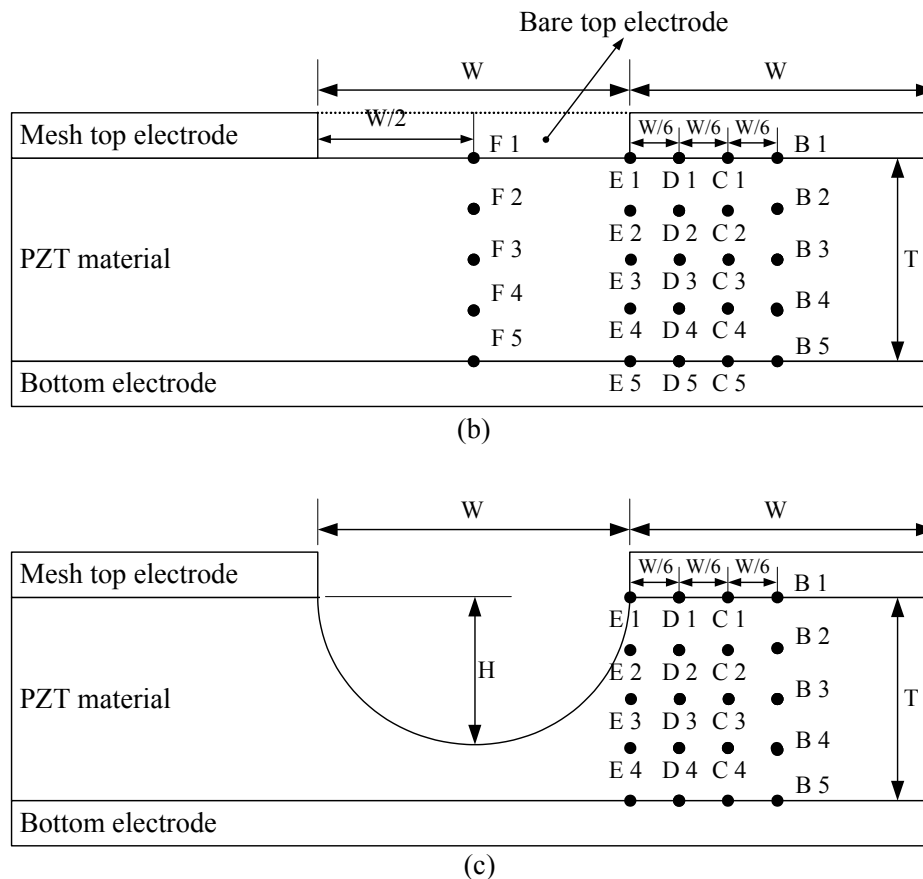 Bare top electrode
W W
W/2
Mesh top electrode
W/6 W/6 W/6
F 1 B 1
E 1 D 1 C 1
F 2 B 2
E 2 D 2 C 2
PZT material
F 3 B 3
T
E 3 D 3 C 3
F 4 B 4
E 4 D 4 C 4
F 5 B 5
Bottom electrode
E 5 D 5 C 5
(b)
W W
Mesh top electrode
W/6 W/6 W/6
B 1
E 1 D 1 C 1
B 2
H
E 2 D 2 C 2
PZT material
B 3
T
E 3 D 3 C 3
B 4
E 4 D 4 C 4
B 5
Bottom electrode
(c)